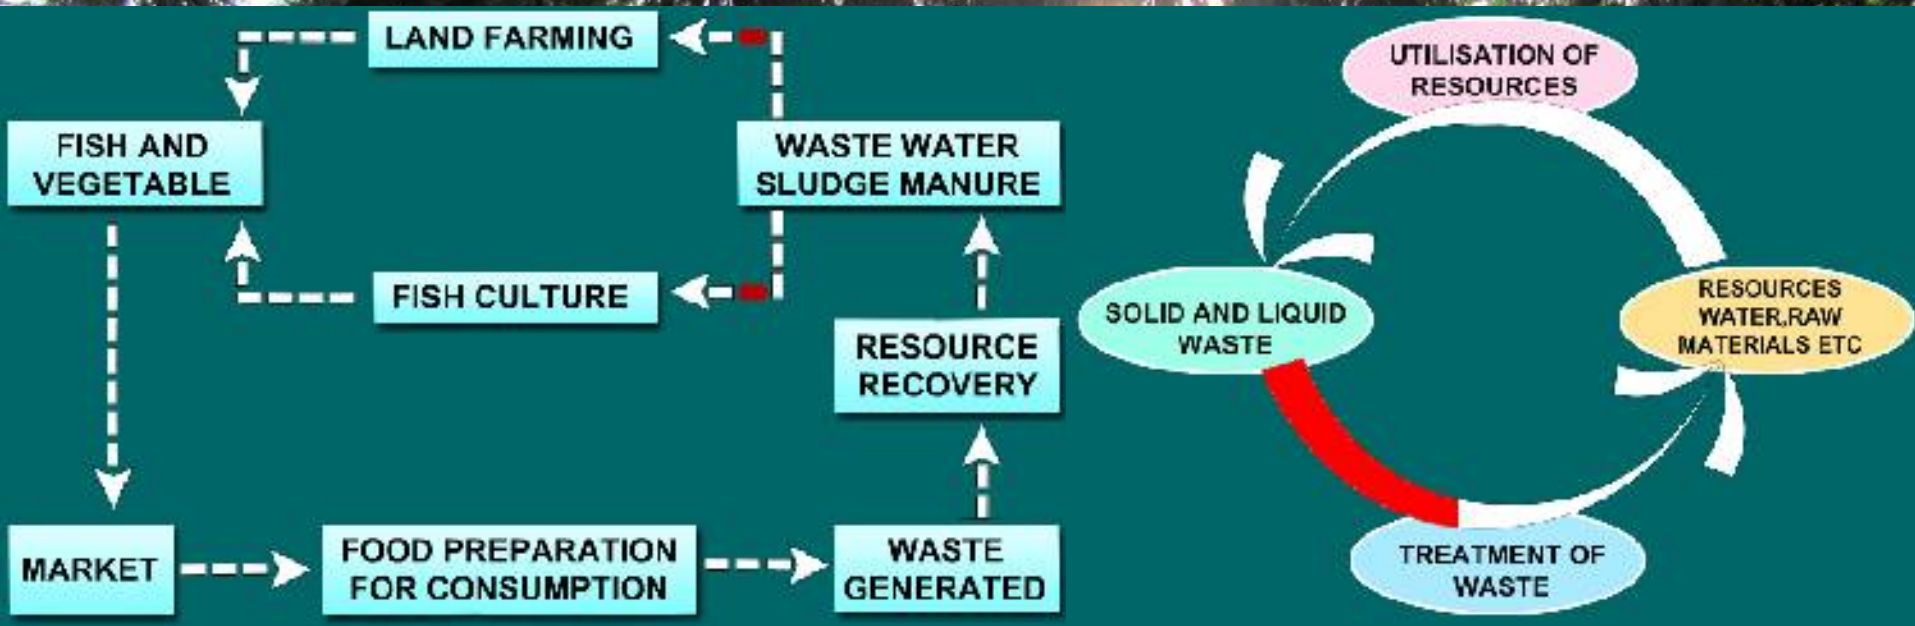 LAND FARMING
FISH AND
VEGETABLE
WASTE WATER
SLUDGE MANURE
FISH CULTURE
RESOURCE
RECOVERY
MARKET
FOOD PREPARATION
FOR CONSUMPTION
WASTE
GENERATED
UTILISATION OF
RESOURCES
SOLID AND LIQUID
WASTE
RESOURCES
WATER,RAW
MATERIALS ETC
TREATMENT OF
WASTE